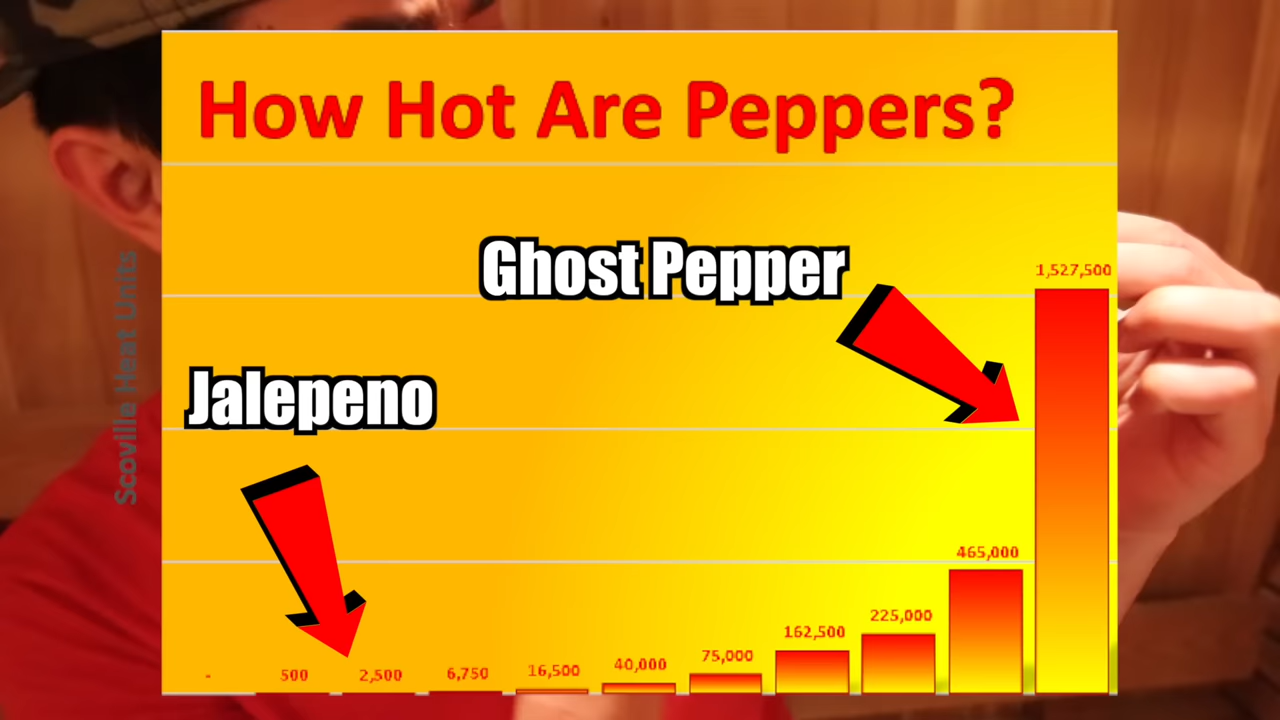 How Hot Are Peppers?
Ghost Pepper
1,527,500
Scoville Heat Units
Jalepeno
465,000
225,000
162,500
75,000
40,000
16,500
6,750
2,500
500
-